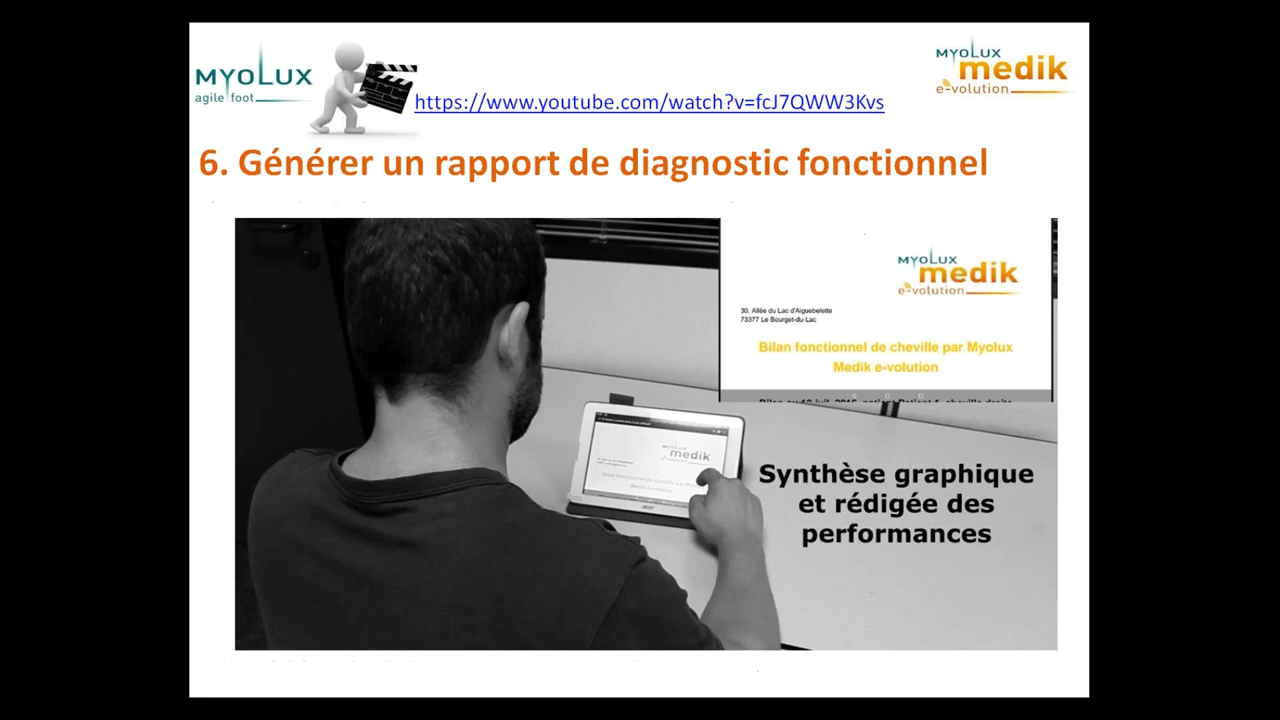 MYOLUX
agile foot
https://www.youtube.com/watch?v=fcJ7QWW3Kvs
MYOLUX
medik
e-volution
6. Générer un rapport de diagnostic fonctionnel
MYOLUX
medik
e-volution
30, Allée du Lac d'Aiguebelette
73377 Le Bourget-du-Lac
Bilan fonctionnel de cheville par Myolux
Medik e-volution
MYOLUX
medik
Synthèse graphique
et rédigée des
performances